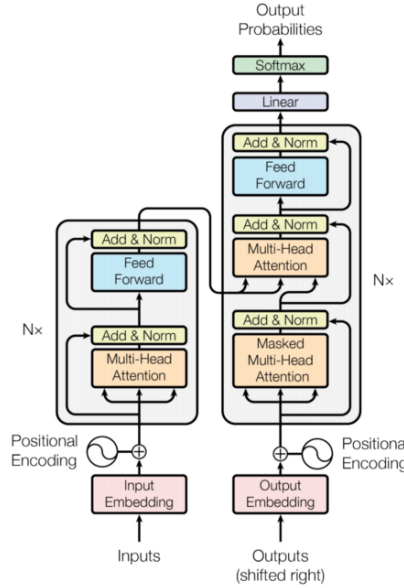 Output
Probabilities
Softmax
Linear
Add & Norm
Feed
Forward
Add & Norm
Multi-Head
Attention
Nx
Add & Norm
Masked
Multi-Head
Attention
Positional
Encoding
Output
Embedding
Outputs
(shifted right)
Add & Norm
Feed
Forward
Nx
Add & Norm
Multi-Head
Attention
Positional
Encoding
Input
Embedding
Inputs